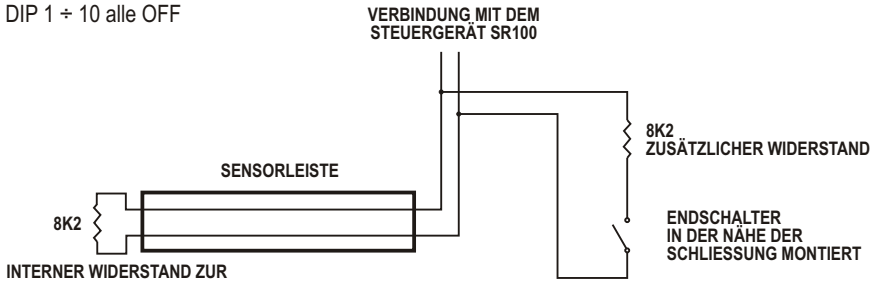 DIP 1 ÷ 10 alle OFF
VERBINDUNG MIT DEM
STEUERGERÄT SR100
8K2
ZUSÄTZLICHER WIDERSTAND
SENSORLEISTE
8K2
ENDSCHALTER
IN DER NÄHE DER
SCHLIESSUNG MONTIERT
INTERNER WIDERSTAND ZUR